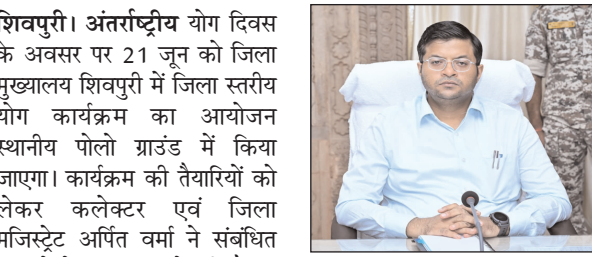 शिवपुरी। अंतर्राष्ट्रीय योग दिवस
के अवसर पर 21 जून को जिला
मुख्यालय शिवपुरी में जिला स्तरीय
योग कार्यक्रम का आयोजन
स्थानीय पोलो ग्राउंड में किया
जाएगा। कार्यक्रम की तैयारियों को
लेकर कलेक्टर एवं जिला
मजिस्ट्रेट अर्पित वर्मा ने संबंधित